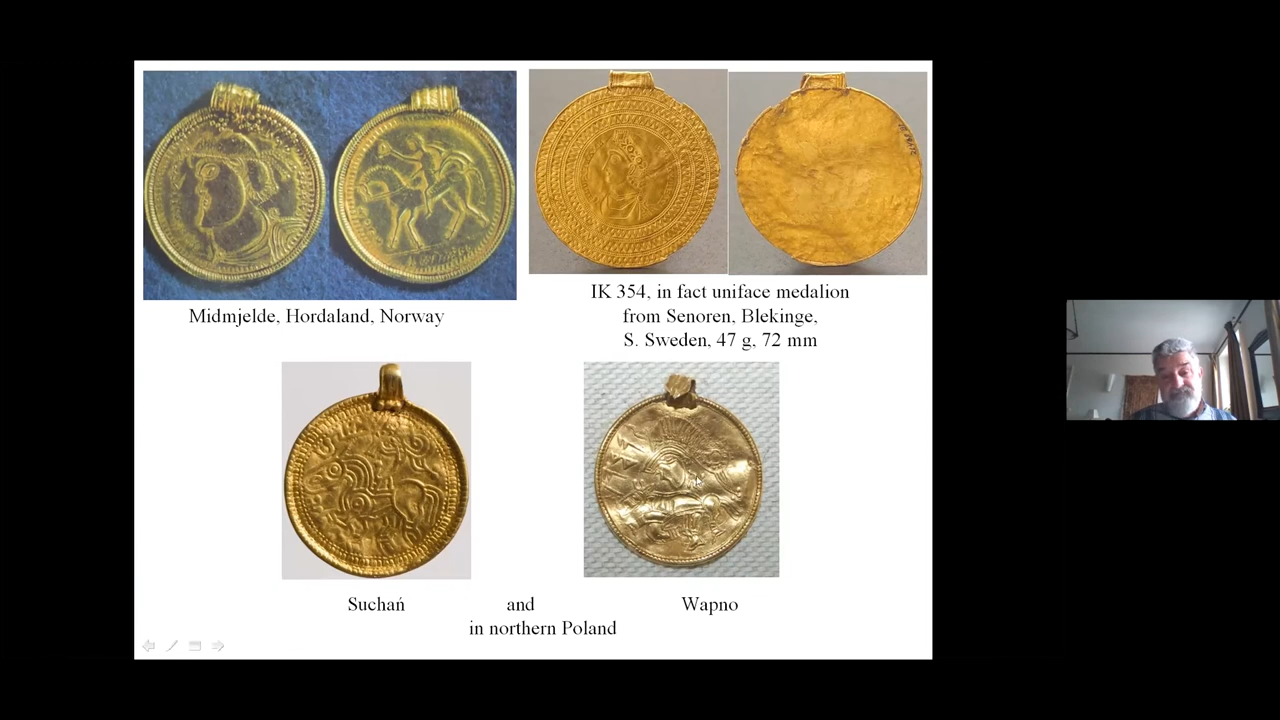 Midmjelde, Hordaland, Norway
IK 354, in fact uniface medalion
from Senoren, Blekinge,
S. Sweden, 47 g, 72 mm
Suchań and Wapno
in northern Poland